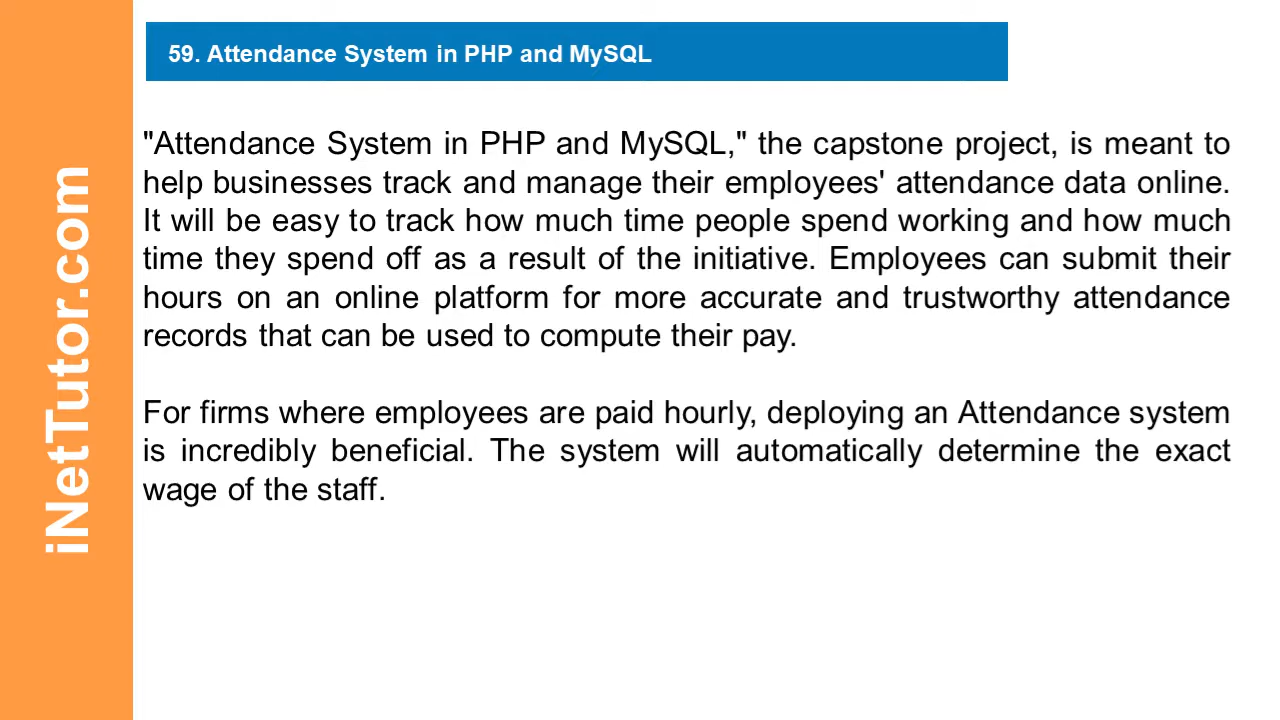 59. Attendance System in PHP and MySQL
"Attendance System in PHP and MySQL," the capstone project, is meant to
help businesses track and manage their employees' attendance data online.
It will be easy to track how much time people spend working and how much
time they spend off as a result of the initiative. Employees can submit their
hours on an online platform for more accurate and trustworthy attendance
records that can be used to compute their pay.
For firms where employees are paid hourly, deploying an Attendance system
is incredibly beneficial. The system will automatically determine the exact
wage of the staff.
iNetTutor.com